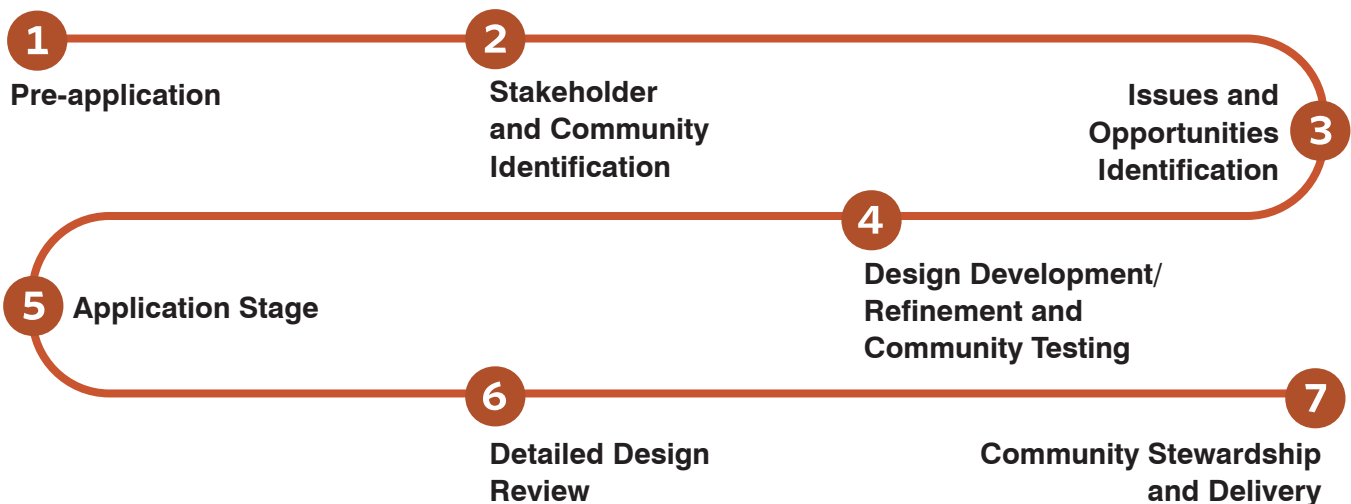 1
Pre-application
2
Stakeholder
and Community
Identification
3
Issues and
Opportunities
Identification
4
Design Development/
Refinement and
Community Testing
5
Application Stage
6
Detailed Design
Review
7
Community Stewardship
and Delivery